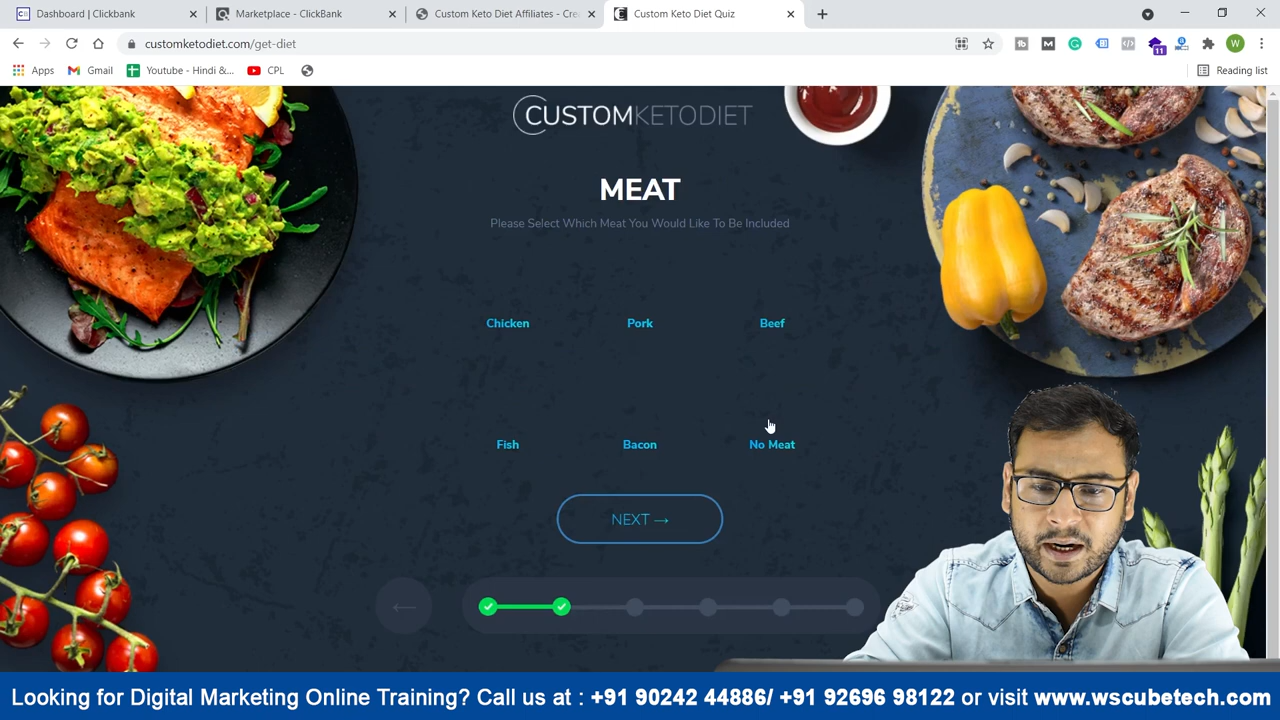 Dashboard | Clickbank
Marketplace - ClickBank
Custom Keto Diet Affiliates - Crea
Custom Keto Diet Quiz
customketodiet.com/get-diet
11
W
Apps
Gmail
Youtube - Hindi &...
CPL
Reading list
CUSTOMKETODIET
MEAT
Please Select Which Meat You Would Like To Be Included
Chicken
Pork
Beef
Fish
Bacon
No Meat
NEXT →
Looking for Digital Marketing Online Training? Call us at : +91 90242 44886/ +91 92696 98122 or visit www.wscubetech.com